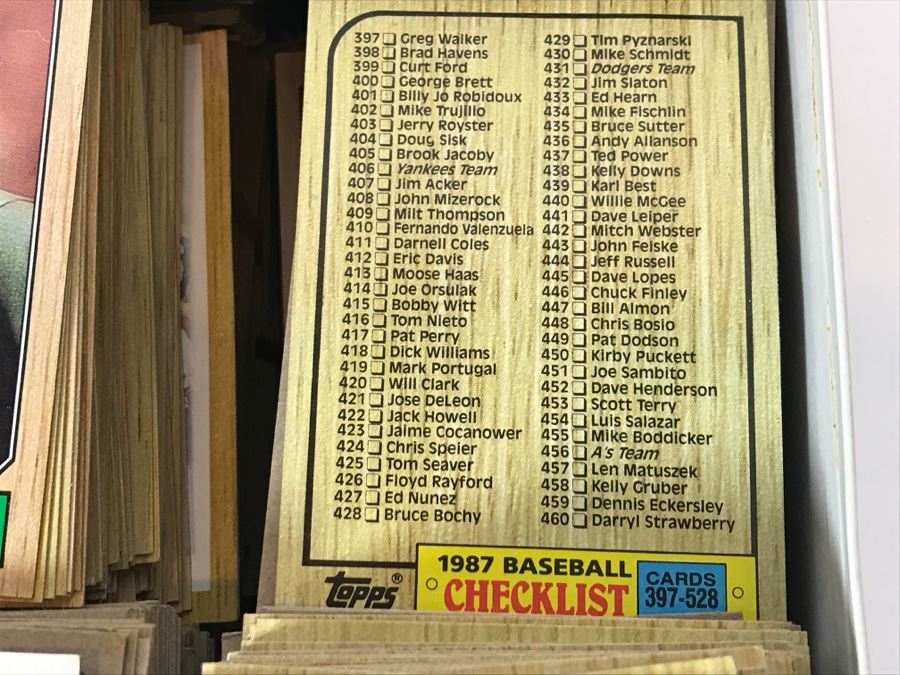 397 Greg Walker
398 Brad Havens
399 Curt Ford
400 George Brett
401 Billy Jo Robidoux
402 Mike Trujillo
403 Jerry Royster
404 Doug Sisk
405 Brook Jacoby
406 Yankees Team
407 Jim Acker
408 John Mizerock
409 Milt Thompson
410 Fernando Valenzuela
411 Darnell Coles
412 Eric Davis
413 Moose Haas
414 Joe Orsulak
415 Bobby Witt
416 Tom Nieto
417 Pat Perry
418 Dick Williams
419 Mark Portugal
420 Will Clark
421 Jose DeLeon
422 Jack Howell
423 Jaime Cocanower
424 Chris Speier
425 Tom Seaver
426 Floyd Rayford
427 Ed Nunez
428 Bruce Bochy
429 Tim Pyznarski
430 Mike Schmidt
431 Dodgers Team
432 Jim Slaton
433 Ed Hearn
434 Mike Fischlin
435 Bruce Sutter
436 Andy Allanson
437 Ted Power
438 Kelly Downs
439 Karl Best
440 Willie McGee
441 Dave Leiper
442 Mitch Webster
443 John Felske
444 Jeff Russell
445 Dave Lopes
446 Chuck Finley
447 Bill Almon
448 Chris Bosio
449 Pat Dodson
450 Kirby Puckett
451 Joe Sambito
452 Dave Henderson
453 Scott Terry
454 Luis Salazar
455 Mike Boddicker
456 A's Team
457 Len Matuszek
458 Kelly Gruber
459 Dennis Eckersley
460 Darryl Strawberry
Topps®
1987 BASEBALL
CHECKLIST
CARDS
397-528